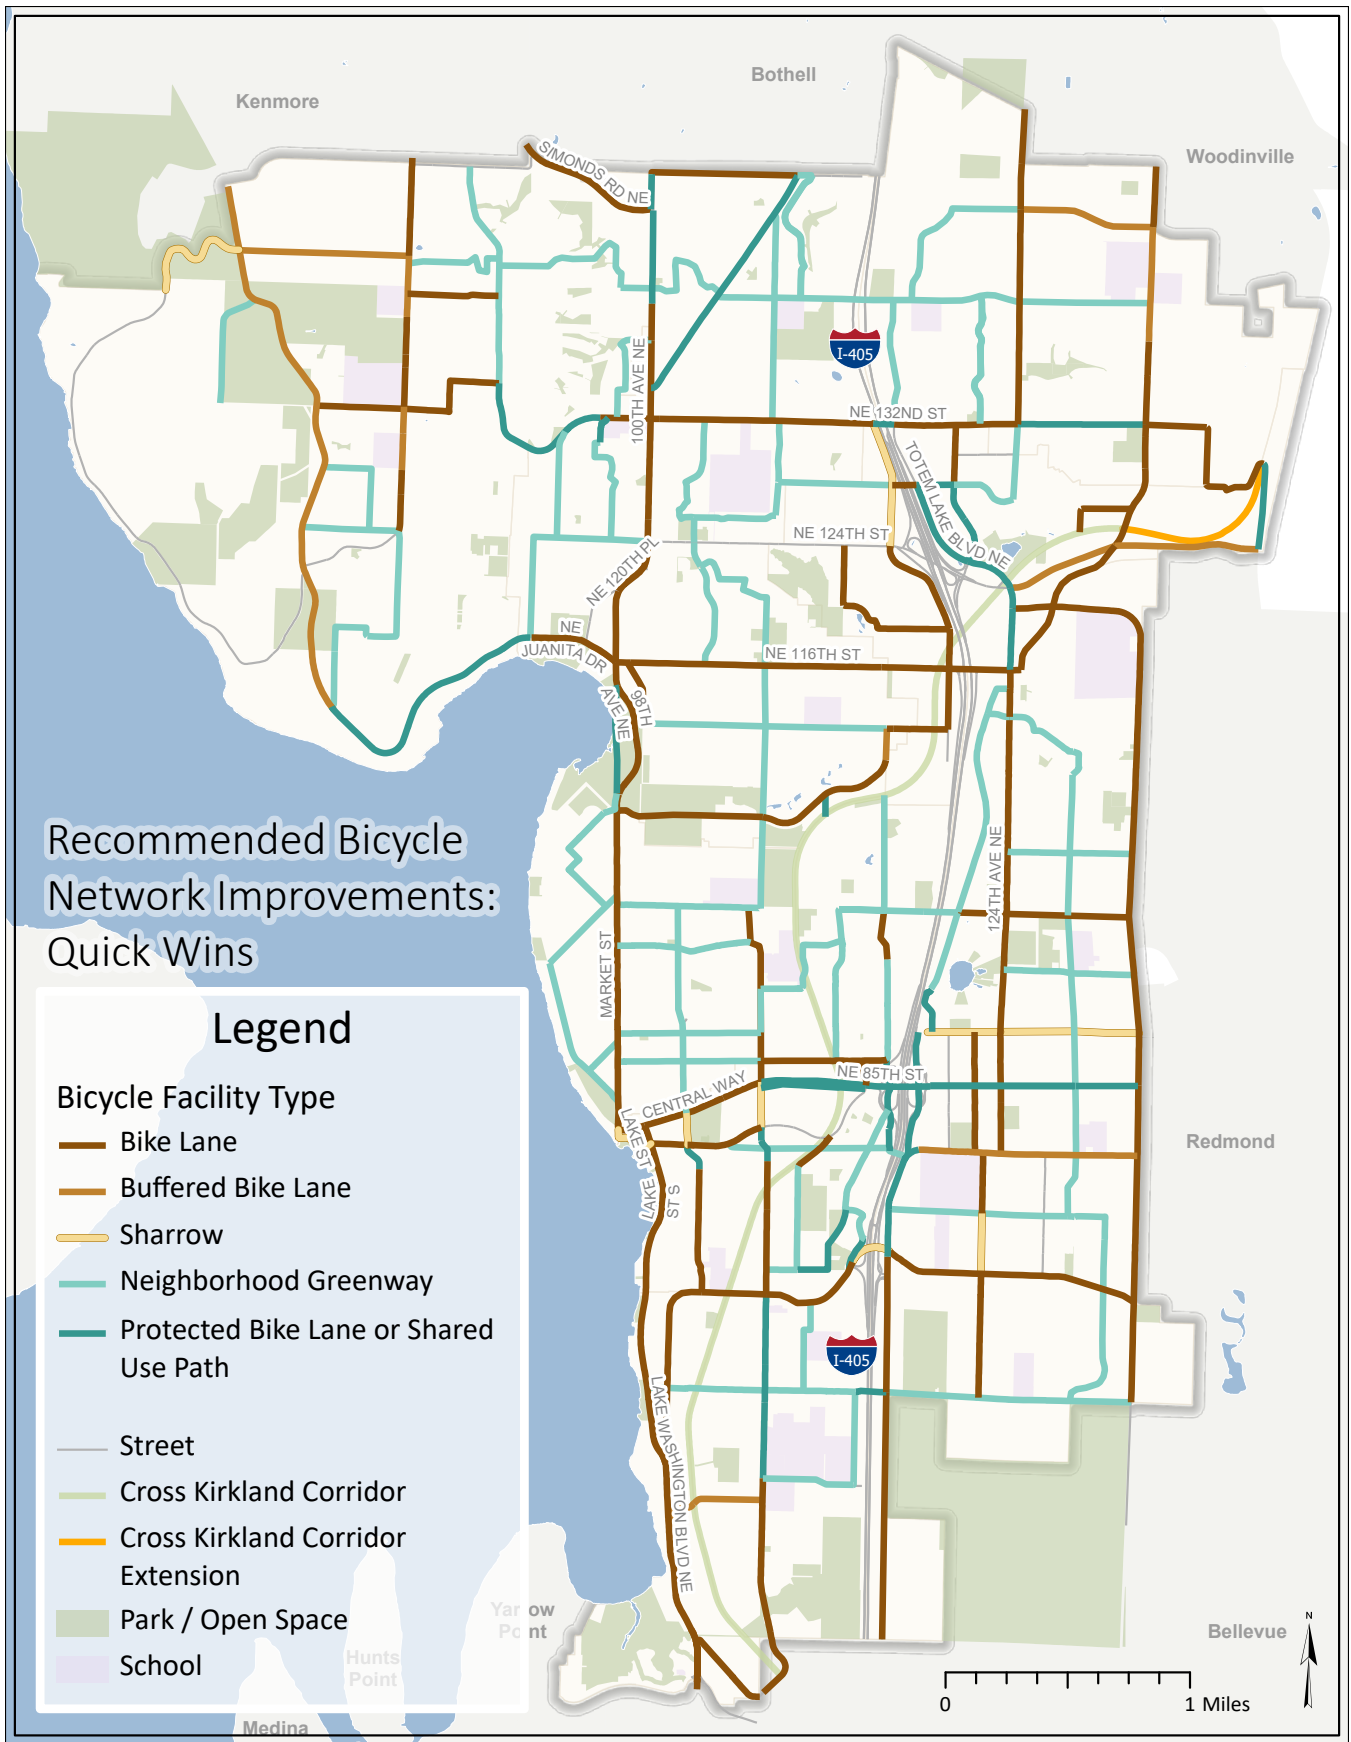 Bothell
Kenmore
Woodinville
SIMONDS RD NE
I-405
100TH AVE NE
NE 132ND ST
TOTEM LAKE BLVD NE
NE 124TH ST
NE 120TH PL
NE
JUANITA DR
NE 116TH ST
98TH
AVE NE
124TH AVE NE
MARKET ST
NE 85TH ST
CENTRAL WAY
LAKE ST
LAKE
ST S
Redmond
I-405
LAKE WASHINGTON BLVD NE
Recommended Bicycle
Network Improvements:
Quick Wins
Legend
Bicycle Facility Type
Bike Lane
Buffered Bike Lane
Sharrow
Neighborhood Greenway
Protected Bike Lane or Shared
Use Path
Street
Cross Kirkland Corridor
Cross Kirkland Corridor
Extension
Park / Open Space
School
Yarrow
Point
Hunts
Point
Medina
Bellevue
N
0
1 Miles